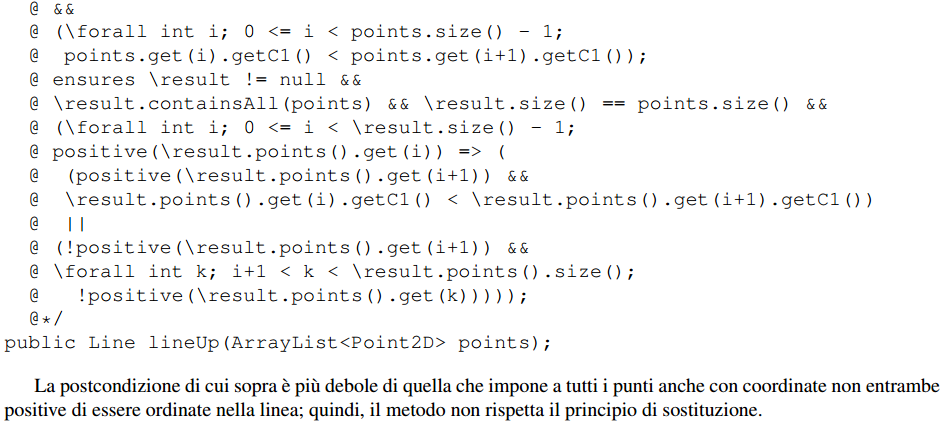 @ &&
@ (\forall int i; 0 <= i < points.size() - 1;
@ points.get(i).getC1() < points.get(i+1).getC1());
@ ensures \result != null &&
@ \result.containsAll(points) && \result.size() == points.size() &&
@ (\forall int i; 0 <= i < \result.size() - 1;
@ positive(\result.points().get(i)) => (
@ (positive(\result.points().get(i+1)) &&
@ \result.points().get(i).getC1() < \result.points().get(i+1).getC1())
@ ||
@ (!positive(\result.points().get(i+1)) &&
@ \forall int k; i+1 < k < \result.points().size();
@ !positive(\result.points().get(k)))));
@*/
public Line lineUp(ArrayList<Point2D> points);
La postcondizione di cui sopra è più debole di quella che impone a tutti i punti anche con coordinate non entrambe
positive di essere ordinate nella linea; quindi, il metodo non rispetta il principio di sostituzione.